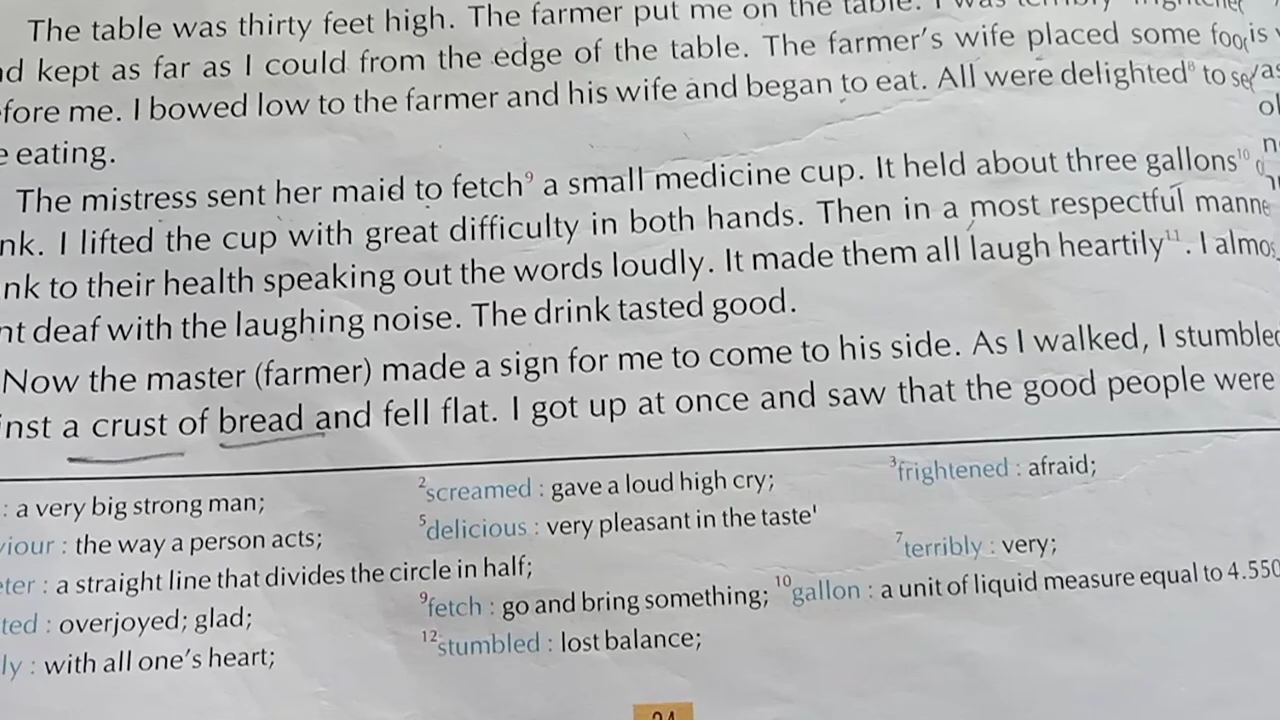 The table was thirty feet high. The farmer put me on the table. I was terribly
kept as far as I could from the edge of the table. The farmer's wife placed some
fore me. I bowed low to the farmer and his wife and began to eat. All were delighted⁸ to
eating.
The mistress sent her maid to fetch⁹ a small medicine cup. It held about three gallons¹⁰
nk. I lifted the cup with great difficulty in both hands. Then in a most respectful manne
nk to their health speaking out the words loudly. It made them all laugh heartily¹¹. I almo
nt deaf with the laughing noise. The drink tasted good.
Now the master (farmer) made a sign for me to come to his side. As I walked, I stumbled
inst a crust of bread and fell flat. I got up at once and saw that the good people were
: a very big strong man; ²screamed : gave a loud high cry; ³frightened : afraid;
viour : the way a person acts; ⁵delicious : very pleasant in the taste' ⁷terribly : very;
eter : a straight line that divides the circle in half;
ted : overjoyed; glad; ⁹fetch : go and bring something; ¹⁰gallon : a unit of liquid measure equal to 4.550
ly : with all one's heart; ¹²stumbled : lost balance;